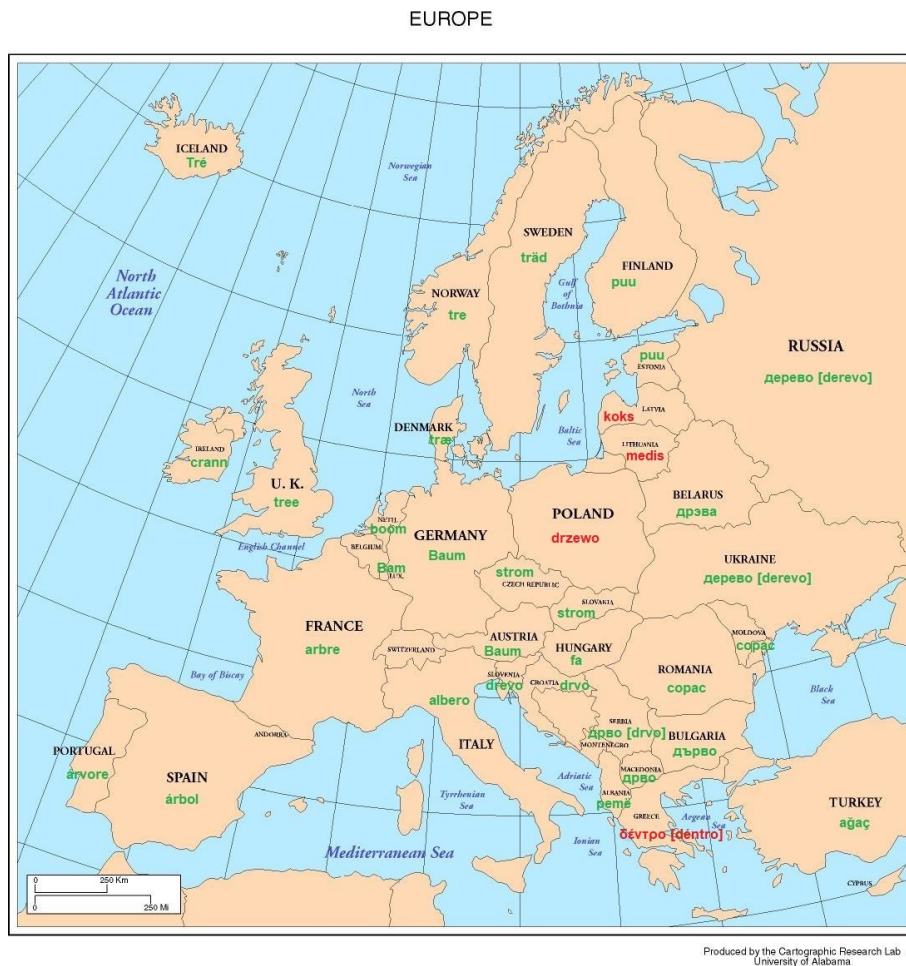 EUROPE
ICELAND
Tré
Norwegian
Sea
SWEDEN
träd
FINLAND
puu
North
Atlantic
Ocean
NORWAY
tre
Gulf
of
Bothnia
RUSSIA
дерево [derevo]
puu
ESTONIA
North
Sea
DENMARK
træ
Baltic
Sea
koks
LATVIA
LITHUANIA
medis
IRELAND
crann
U. K.
tree
BELARUS
дрэва
NETH.
boom
GERMANY
Baum
POLAND
drzewo
English Channel
BELGIUM
Bam
LUX.
UKRAINE
дерево [derevo]
strom
CZECH REPUBLIC
SLOVAKIA
strom
FRANCE
arbre
SWITZERLAND
AUSTRIA
Baum
HUNGARY
fa
MOLDOVA
copac
ROMANIA
copac
Bay of Biscay
SLOVENIA
drevo
CROATIA
drvo
albero
Black
Sea
SERBIA
дрво [drvo]
MONTENEGRO
BULGARIA
дърво
ANDORRA
ITALY
PORTUGAL
árvore
SPAIN
árbol
Adriatic
Sea
MACEDONIA
дрво
ALBANIA
pemë
Tyrrhenian
Sea
GREECE
δέντρο [déntro]
Aegean
Sea
TURKEY
ağaç
Ionian
Sea
Mediterranean Sea
CYPRUS
0 250 Km
0 250 Mi
Produced by the Cartographic Research Lab
University of Alabama